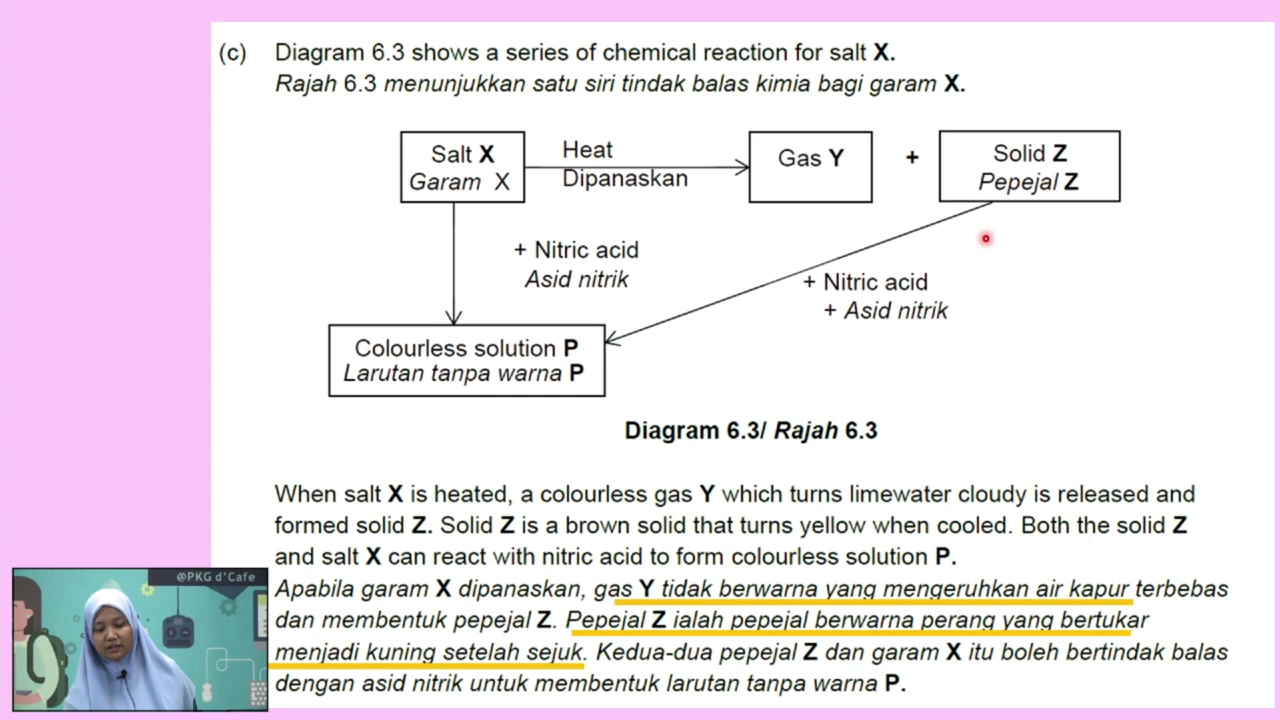 (c) Diagram 6.3 shows a series of chemical reaction for salt X.
Rajah 6.3 menunjukkan satu siri tindak balas kimia bagi garam X.
Salt X
Garam X
Heat
Dipanaskan
Gas Y
+
Solid Z
Pepejal Z
+ Nitric acid
Asid nitrik
+ Nitric acid
+ Asid nitrik
Colourless solution P
Larutan tanpa warna P
Diagram 6.3/ Rajah 6.3
When salt X is heated, a colourless gas Y which turns limewater cloudy is released and
formed solid Z. Solid Z is a brown solid that turns yellow when cooled. Both the solid Z
and salt X can react with nitric acid to form colourless solution P.
Apabila garam X dipanaskan, gas Y tidak berwarna yang mengeruhkan air kapur terbebas
dan membentuk pepejal Z. Pepejal Z ialah pepejal berwarna perang yang bertukar
menjadi kuning setelah sejuk. Kedua-dua pepejal Z dan garam X itu boleh bertindak balas
dengan asid nitrik untuk membentuk larutan tanpa warna P.
@PKG d'Cafe